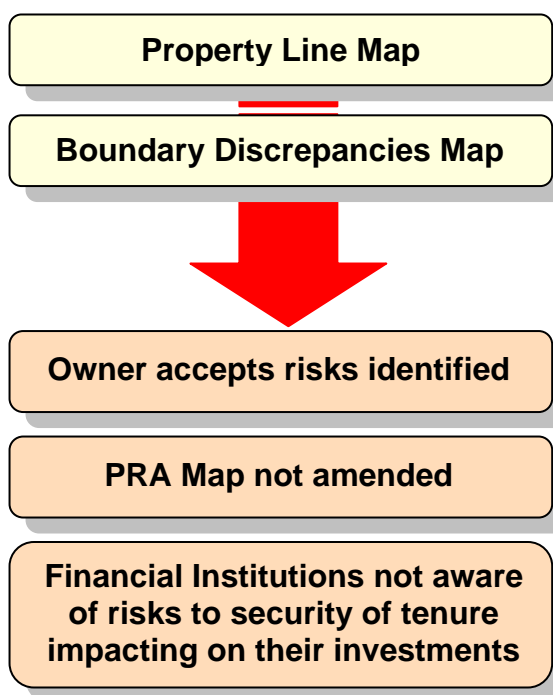 Property Line Map
Boundary Discrepancies Map
Owner accepts risks identified
PRA Map not amended
Financial Institutions not aware
of risks to security of tenure
impacting on their investments